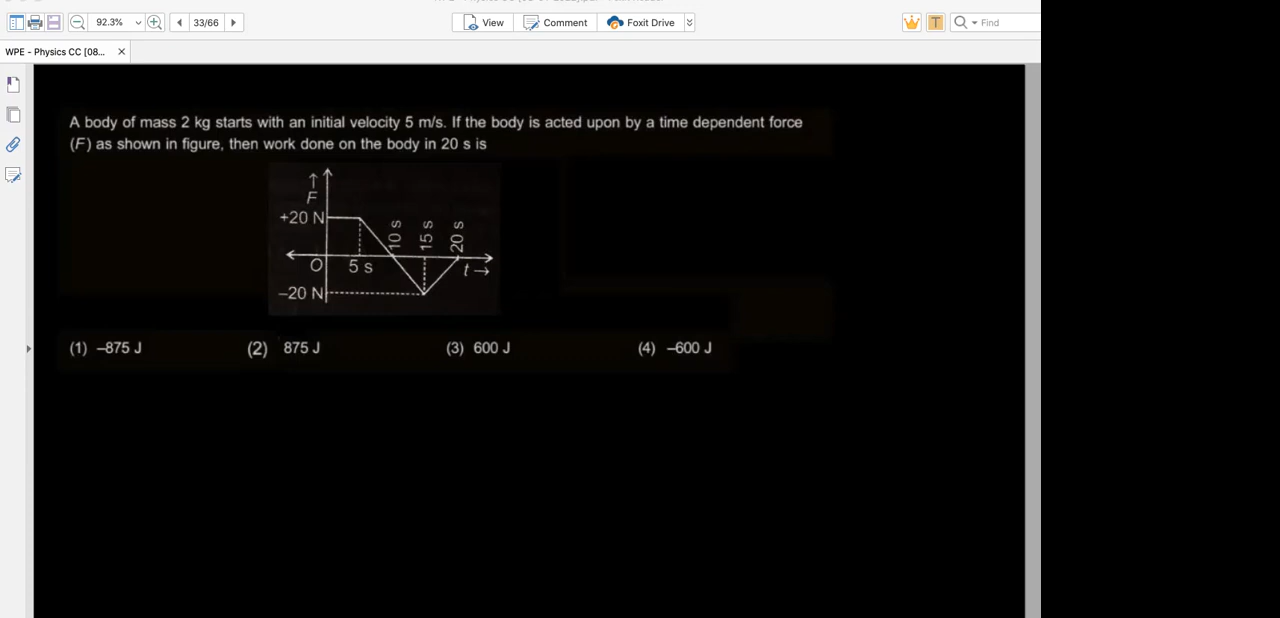 92.3%
33/66
View
Comment
Foxit Drive
T
Find
WPE - Physics CC [08...
A body of mass 2 kg starts with an initial velocity 5 m/s. If the body is acted upon by a time dependent force
(F) as shown in figure, then work done on the body in 20 s is
F
+20 N
10 s
15 s
20 s
O
5 s
t
–20 N
(1) –875 J
(2) 875 J
(3) 600 J
(4) –600 J